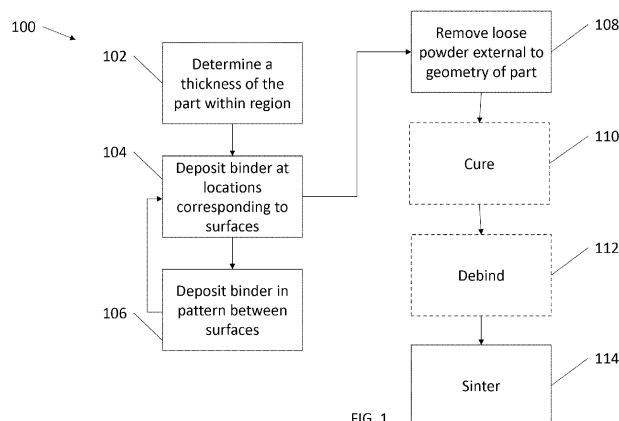 100
102
Determine a
thickness of the
part within region
104
Deposit binder at
locations
corresponding to
surfaces
106
Deposit binder in
pattern between
surfaces
Remove loose
powder external to
geometry of part
108
Cure
110
Debind
112
Sinter
114
FIG. 1